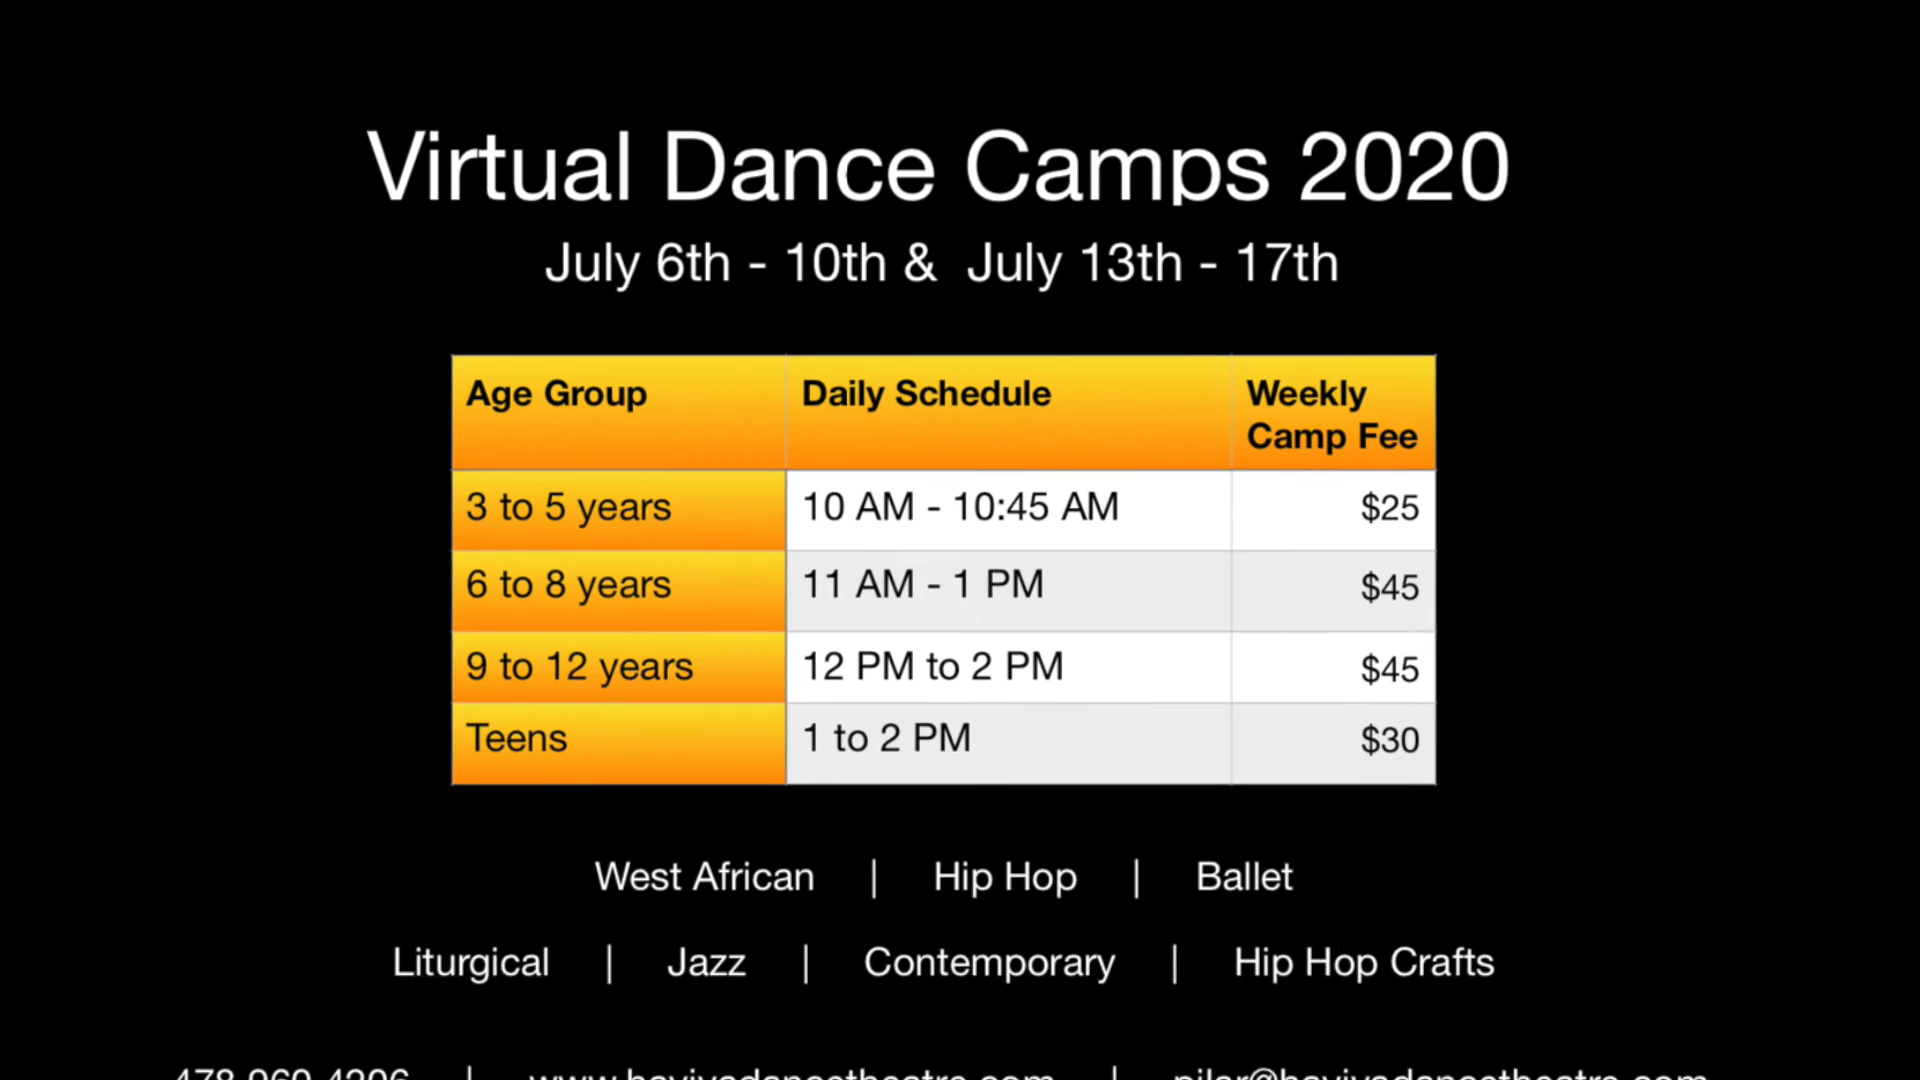 Virtual Dance Camps 2020
July 6th - 10th & July 13th - 17th
Age Group Daily Schedule Weekly Camp Fee
3 to 5 years 10 AM - 10:45 AM $25
6 to 8 years 11 AM - 1 PM $45
9 to 12 years 12 PM to 2 PM $45
Teens 1 to 2 PM $30
West African | Hip Hop | Ballet
Liturgical | Jazz | Contemporary | Hip Hop Crafts